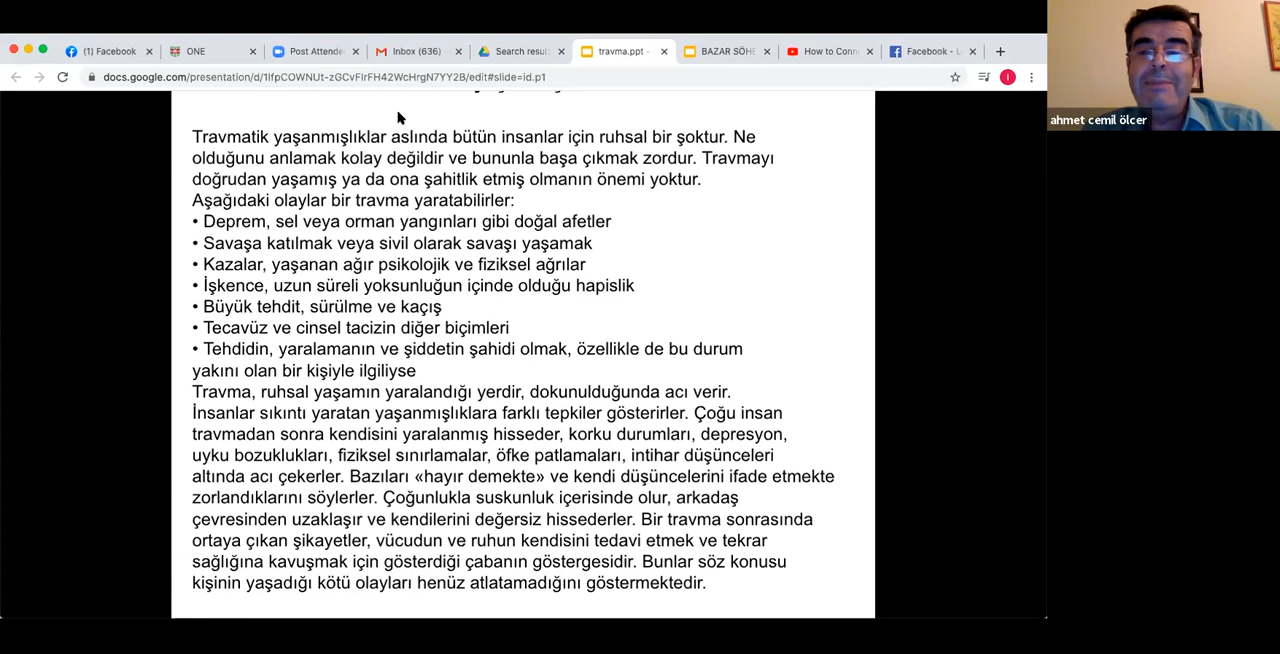 (1) Facebook
ONE
Post Attende
Inbox (636)
Search resul
travma.ppt -
BAZAR SÖHB
How to Conn
Facebook - L
docs.google.com/presentation/d/1IfpCOWNUt-zGCvFirFH42WcHrgN7YY2B/edit#slide=id.p1
ahmet cemil ölcer
Travmatik yaşanmışlıklar aslında bütün insanlar için ruhsal bir şoktur. Ne
olduğunu anlamak kolay değildir ve bununla başa çıkmak zordur. Travmayı
doğrudan yaşamış ya da ona şahitlik etmiş olmanın önemi yoktur.
Aşağıdaki olaylar bir travma yaratabilirler:
• Deprem, sel veya orman yangınları gibi doğal afetler
• Savaşa katılmak veya sivil olarak savaşı yaşamak
• Kazalar, yaşanan ağır psikolojik ve fiziksel ağrılar
• İşkence, uzun süreli yoksunluğun içinde olduğu hapislik
• Büyük tehdit, sürülme ve kaçış
• Tecavüz ve cinsel tacizin diğer biçimleri
• Tehdidin, yaralamanın ve şiddetin şahidi olmak, özellikle de bu durum
yakını olan bir kişiyle ilgiliyse
Travma, ruhsal yaşamın yaralandığı yerdir, dokunulduğunda acı verir.
İnsanlar sıkıntı yaratan yaşanmışlıklara farklı tepkiler gösterirler. Çoğu insan
travmadan sonra kendisini yaralanmış hisseder, korku durumları, depresyon,
uyku bozuklukları, fiziksel sınırlamalar, öfke patlamaları, intihar düşünceleri
altında acı çekerler. Bazıları «hayır demekte» ve kendi düşüncelerini ifade etmekte
zorlandıklarını söylerler. Çoğunlukla suskunluk içerisinde olur, arkadaş
çevresinden uzaklaşır ve kendilerini değersiz hissederler. Bir travma sonrasında
ortaya çıkan şikayetler, vücudun ve ruhun kendisini tedavi etmek ve tekrar
sağlığına kavuşmak için gösterdiği çabanın göstergesidir. Bunlar söz konusu
kişinin yaşadığı kötü olayları henüz atlatamadığını göstermektedir.